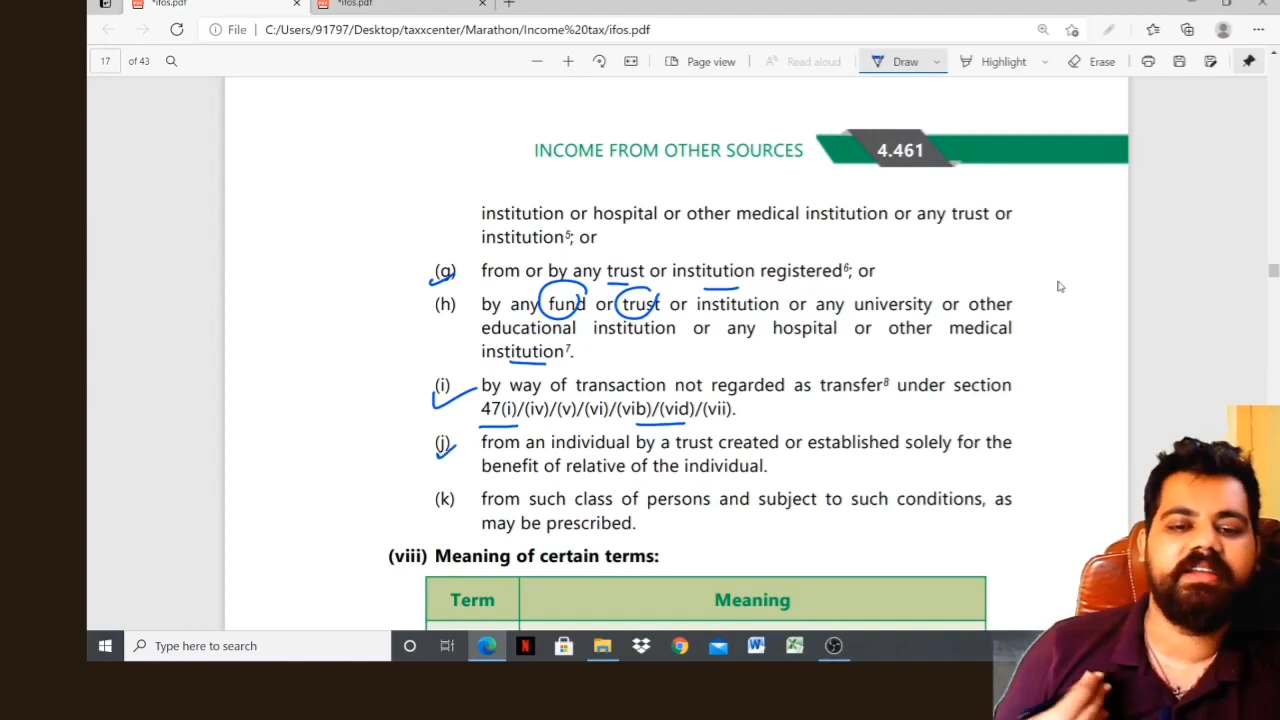 *ifos.pdf
*ifos.pdf
File
C:/Users/91797/Desktop/taxxcenter/Marathon/Income%20tax/ifos.pdf
17 of 43
Page view
Read aloud
Draw
Highlight
Erase
INCOME FROM OTHER SOURCES 4.461
institution or hospital or other medical institution or any trust or
institution⁵; or
(g) from or by any trust or institution registered⁶; or
(h) by any fund or trust or institution or any university or other
educational institution or any hospital or other medical
institution⁷.
(i) by way of transaction not regarded as transfer⁸ under section
47(i)/(iv)/(v)/(vi)/(vib)/(vid)/(vii).
(j) from an individual by a trust created or established solely for the
benefit of relative of the individual.
(k) from such class of persons and subject to such conditions, as
may be prescribed.
(viii) Meaning of certain terms:
Term Meaning
Type here to search